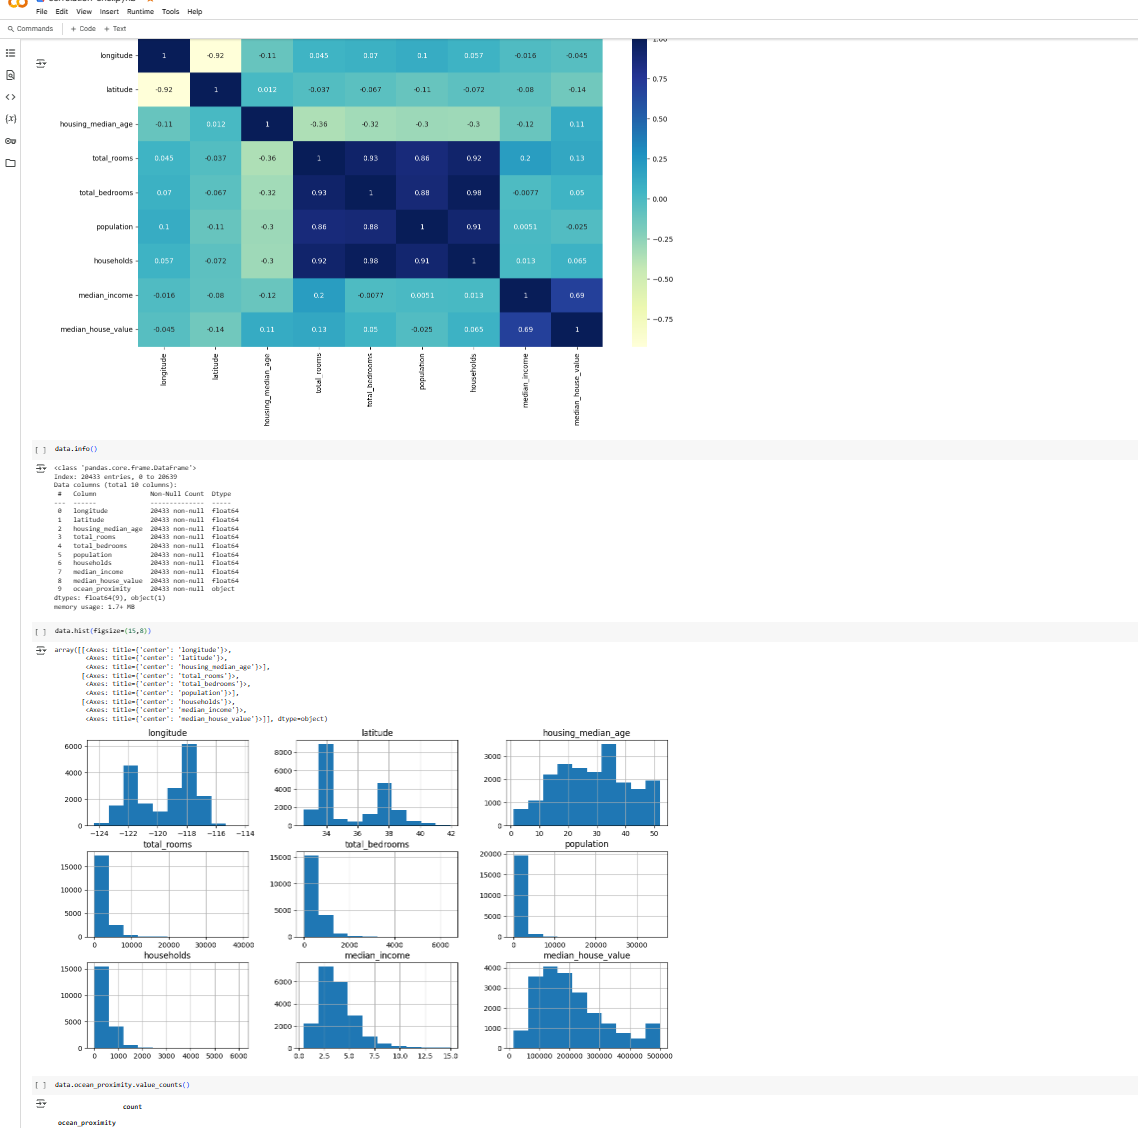 File Edit View Insert Runtime Tools Help
Commands + Code + Text
longitude 1 -0.92 -0.11 0.045 0.07 0.1 0.057 -0.016 -0.045
latitude -0.92 1 0.012 -0.037 -0.067 -0.11 -0.072 -0.08 -0.14
housing_median_age -0.11 0.012 1 -0.36 -0.32 -0.3 -0.3 -0.12 0.11
total_rooms 0.045 -0.037 -0.36 1 0.93 0.86 0.92 0.2 0.13
total_bedrooms 0.07 -0.067 -0.32 0.93 1 0.88 0.98 -0.0077 0.05
population 0.1 -0.11 -0.3 0.86 0.88 1 0.91 0.0051 -0.025
households 0.057 -0.072 -0.3 0.92 0.98 0.91 1 0.013 0.065
median_income -0.016 -0.08 -0.12 0.2 -0.0077 0.0051 0.013 1 0.69
median_house_value -0.045 -0.14 0.11 0.13 0.05 -0.025 0.065 0.69 1
longitude latitude housing_median_age total_rooms total_bedrooms population households median_income median_house_value
1.00
0.75
0.50
0.25
0.00
−0.25
−0.50
−0.75
[ ] data.info()
<class 'pandas.core.frame.DataFrame'>
Index: 20433 entries, 0 to 20639
Data columns (total 10 columns):
# Column Non-Null Count Dtype
--- ------ -------------- -----
0 longitude 20433 non-null float64
1 latitude 20433 non-null float64
2 housing_median_age 20433 non-null float64
3 total_rooms 20433 non-null float64
4 total_bedrooms 20433 non-null float64
5 population 20433 non-null float64
6 households 20433 non-null float64
7 median_income 20433 non-null float64
8 median_house_value 20433 non-null float64
9 ocean_proximity 20433 non-null object
dtypes: float64(9), object(1)
memory usage: 1.7+ MB
[ ] data.hist(figsize=(15,8))
array([[<Axes: title={'center': 'longitude'}>,
<Axes: title={'center': 'latitude'}>,
<Axes: title={'center': 'housing_median_age'}>],
[<Axes: title={'center': 'total_rooms'}>,
<Axes: title={'center': 'total_bedrooms'}>,
<Axes: title={'center': 'population'}>],
[<Axes: title={'center': 'households'}>,
<Axes: title={'center': 'median_income'}>,
<Axes: title={'center': 'median_house_value'}>]], dtype=object)
longitude
6000
4000
2000
0
−124 −122 −120 −118 −116 −114
latitude
8000
6000
4000
2000
0
34 36 38 40 42
housing_median_age
3000
2000
1000
0
0 10 20 30 40 50
total_rooms
15000
10000
5000
0
0 10000 20000 30000 40000
total_bedrooms
15000
10000
5000
0
0 2000 4000 6000
population
20000
15000
10000
5000
0
0 10000 20000 30000
households
15000
10000
5000
0
0 1000 2000 3000 4000 5000 6000
median_income
6000
4000
2000
0
0.0 2.5 5.0 7.5 10.0 12.5 15.0
median_house_value
4000
3000
2000
1000
0
0 100000 200000 300000 400000 500000
[ ] data.ocean_proximity.value_counts()
count
ocean_proximity